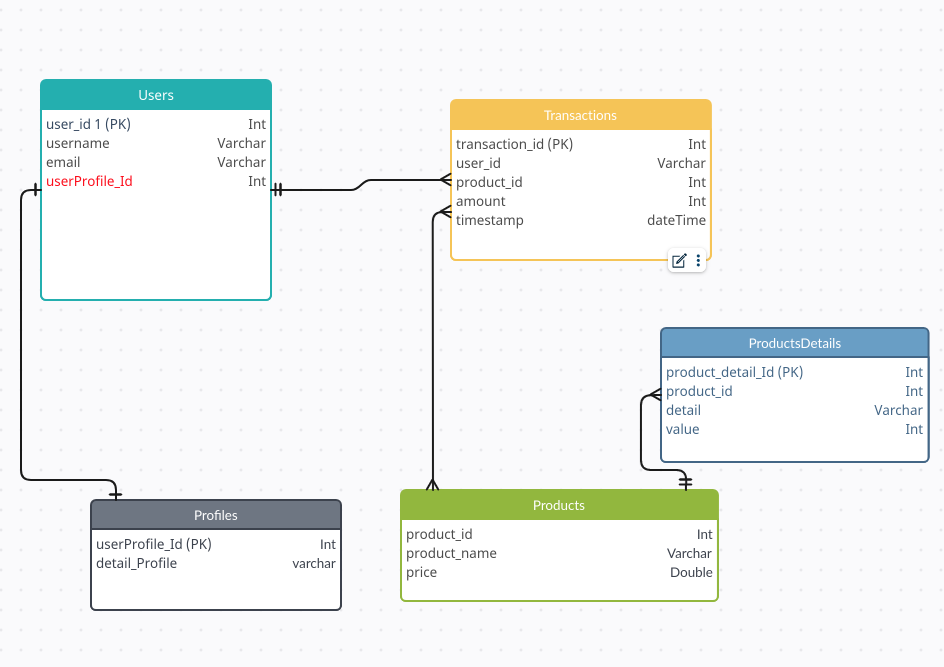 Users
user_id 1 (PK) Int
username Varchar
email Varchar
userProfile_Id Int
Transactions
transaction_id (PK) Int
user_id Varchar
product_id Int
amount Int
timestamp dateTime
ProductsDetails
product_detail_Id (PK) Int
product_id Int
detail Varchar
value Int
Profiles
userProfile_Id (PK) Int
detail_Profile varchar
Products
product_id Int
product_name Varchar
price Double